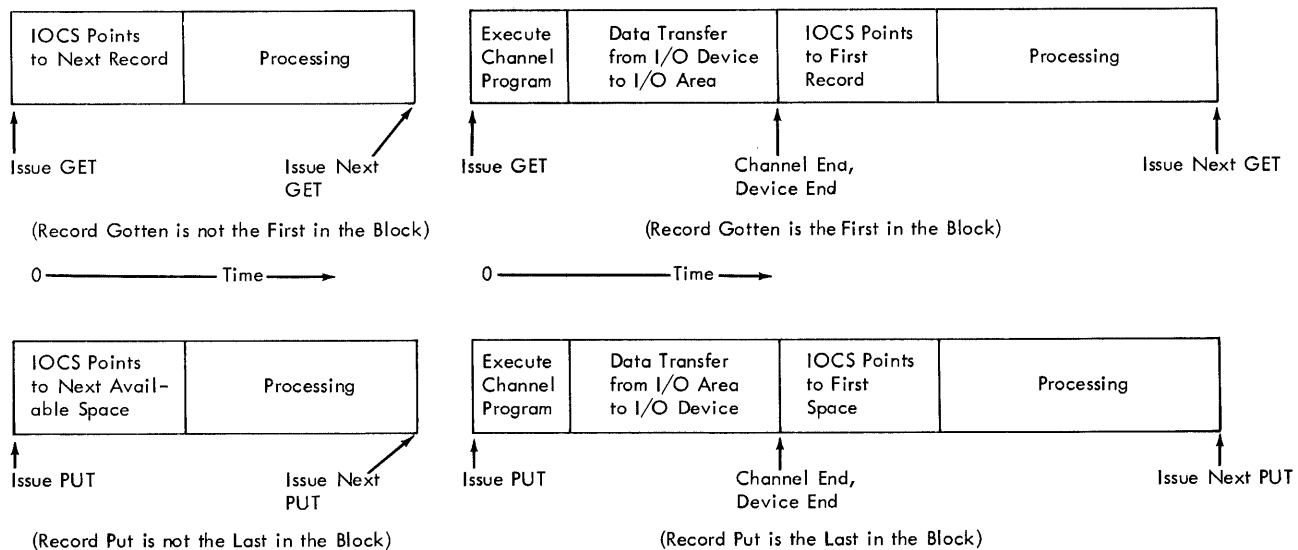 IOCS Points
to Next Record
Processing
Issue GET
Issue Next
GET
(Record Gotten is not the First in the Block)
Execute
Channel
Program
Data Transfer
from I/O Device
to I/O Area
IOCS Points
to First
Record
Processing
Issue GET
Channel End,
Device End
Issue Next GET
(Record Gotten is the First in the Block)
0 Time
0 Time
IOCS Points
to Next Avail-
able Space
Processing
Issue PUT
Issue Next
PUT
(Record Put is not the Last in the Block)
Execute
Channel
Program
Data Transfer
from I/O Area
to I/O Device
IOCS Points
to First
Space
Processing
Issue PUT
Channel End,
Device End
Issue Next PUT
(Record Put is the Last in the Block)